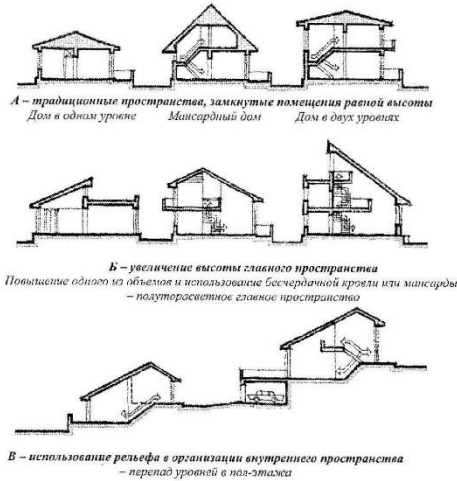 А – традиционные пространства, замкнутые помещения равной высоты
Дом в одном уровне Мансардный дом Дом в двух уровнях
Б – увеличение высоты главного пространства
Повышение одного из объемов и использование бесчердачной кровли или мансарды
– полуторасветное главное пространство
В – использование рельефа в организации внутреннего пространства
– перепад уровней в пол-этажа